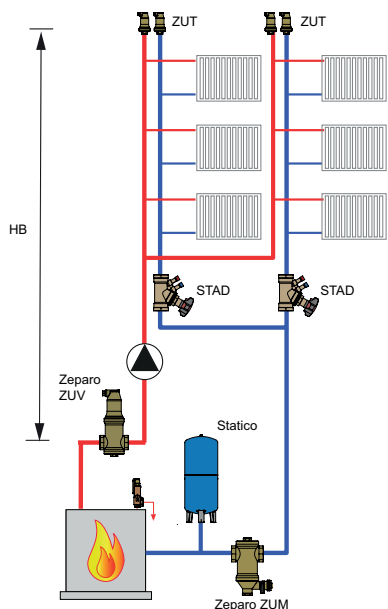 ZUT
ZUT
HB
STAD
STAD
Zeparo
ZUV
Statico
Zeparo ZUM